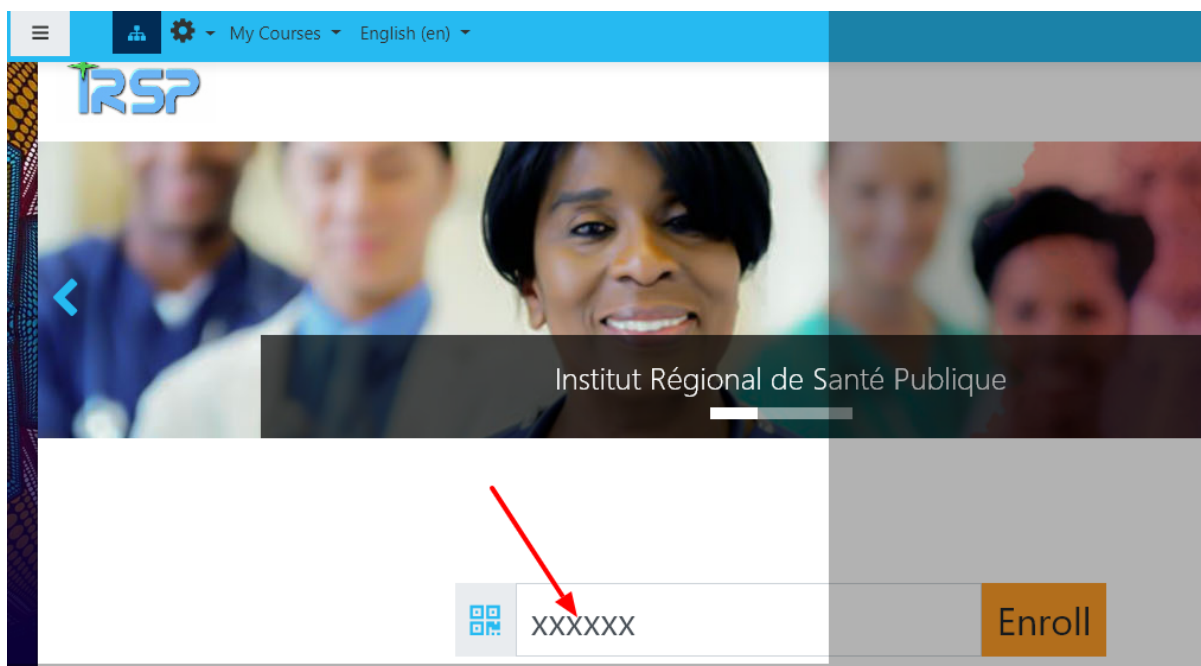 My Courses English (en)
IRSP
Institut Régional de Santé Publique
xxxxxx
Enroll